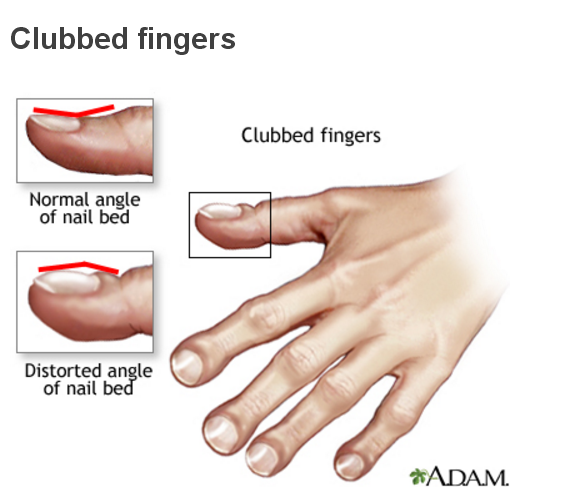 Clubbed fingers
Clubbed fingers
Normal angle
of nail bed
Distorted angle
of nail bed
A.D.A.M.